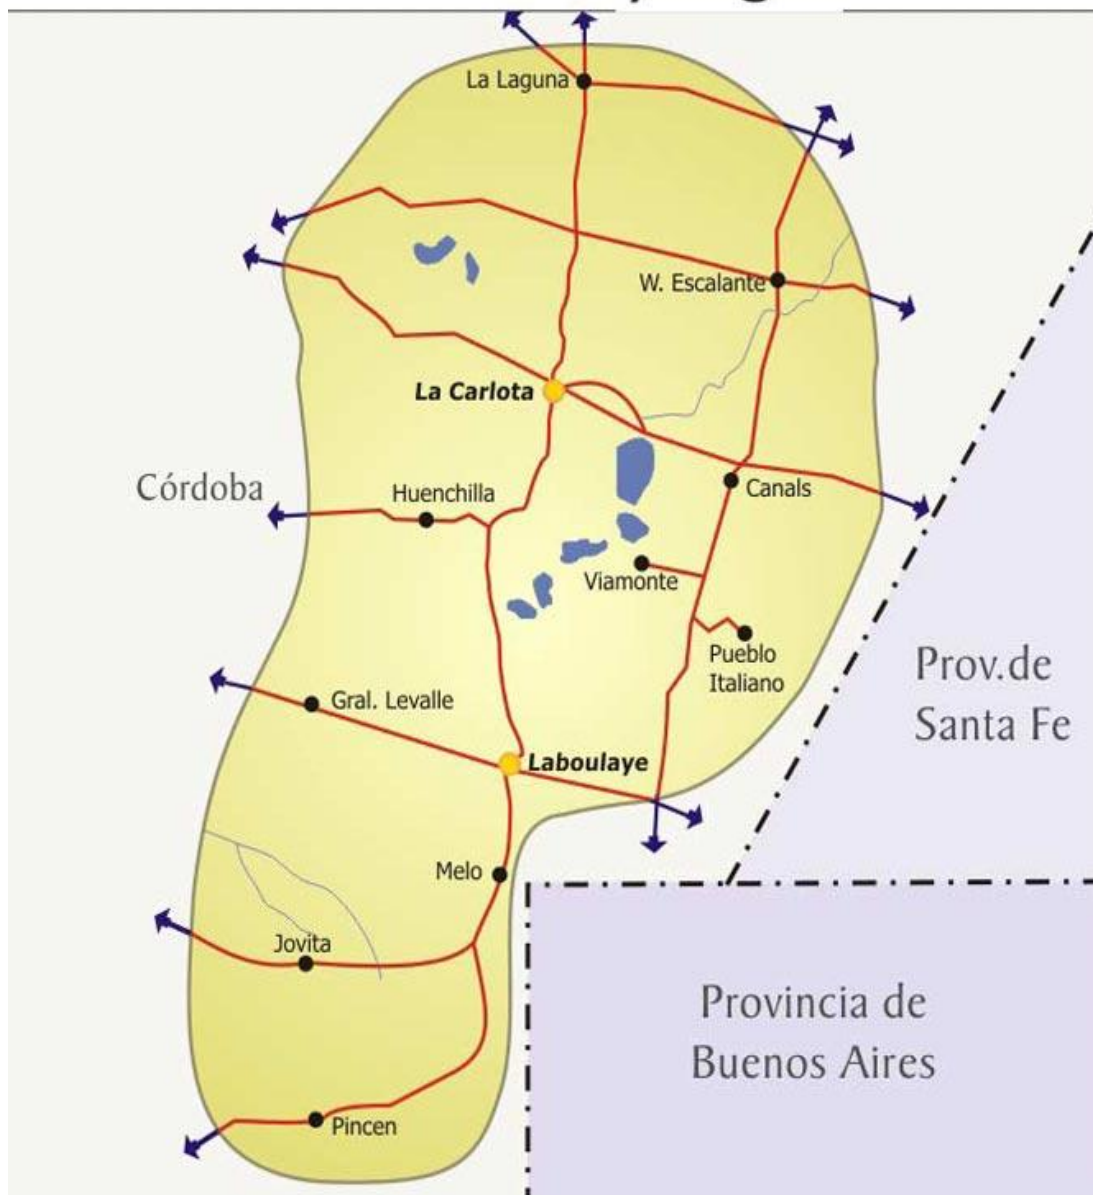 La Laguna
W. Escalante
La Carlota
Córdoba
Huenchilla
Canals
Viamonte
Pueblo
Italiano
Prov.de
Santa Fe
Gral. Levalle
Laboulaye
Melo
Jovita
Provincia de
Buenos Aires
Pincen